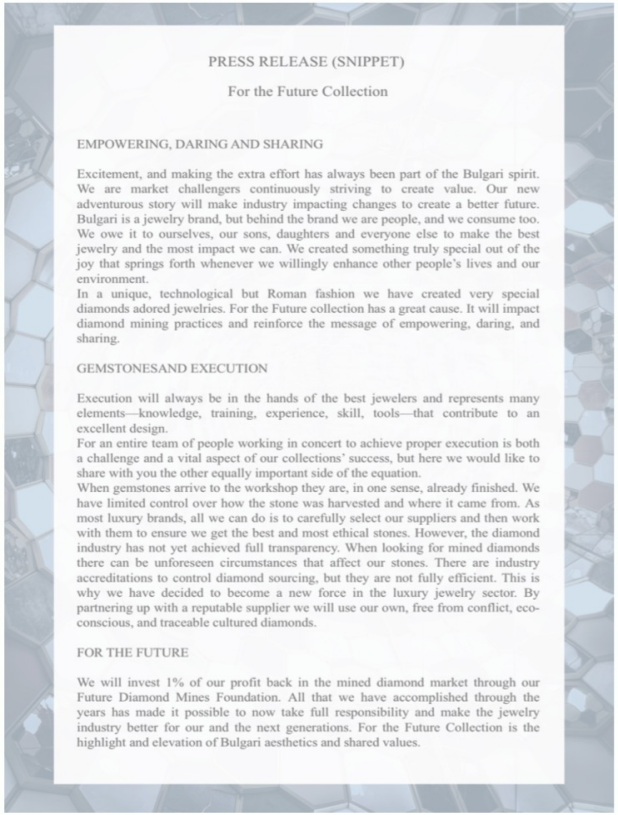 PRESS RELEASE (SNIPPET)
For the Future Collection
EMPOWERING, DARING AND SHARING
Excitement, and making the extra effort has always been part of the Bulgari spirit.
We are market challengers continuously striving to create value. Our new
adventurous story will make industry impacting changes to create a better future.
Bulgari is a jewelry brand, but behind the brand we are people, and we consume too.
We owe it to ourselves, our sons, daughters and everyone else to make the best
jewelry and the most impact we can. We created something truly special out of the
joy that springs forth whenever we willingly enhance other people's lives and our
environment.
In a unique, technological but Roman fashion we have created very special
diamonds adored jewelries. For the Future collection has a great cause. It will impact
diamond mining practices and reinforce the message of empowering, daring, and
sharing.
GEMSTONESAND EXECUTION
Execution will always be in the hands of the best jewelers and represents many
elements—knowledge, training, experience, skill, tools—that contribute to an
excellent design.
For an entire team of people working in concert to achieve proper execution is both
a challenge and a vital aspect of our collections' success, but here we would like to
share with you the other equally important side of the equation.
When gemstones arrive to the workshop they are, in one sense, already finished. We
have limited control over how the stone was harvested and where it came from. As
most luxury brands, all we can do is to carefully select our suppliers and then work
with them to ensure we get the best and most ethical stones. However, the diamond
industry has not yet achieved full transparency. When looking for mined diamonds
there can be unforeseen circumstances that affect our stones. There are industry
accreditations to control diamond sourcing, but they are not fully efficient. This is
why we have decided to become a new force in the luxury jewelry sector. By
partnering up with a reputable supplier we will use our own, free from conflict, eco-
conscious, and traceable cultured diamonds.
FOR THE FUTURE
We will invest 1% of our profit back in the mined diamond market through our
Future Diamond Mines Foundation. All that we have accomplished through the
years has made it possible to now take full responsibility and make the jewelry
industry better for our and the next generations. For the Future Collection is the
highlight and elevation of Bulgari aesthetics and shared values.